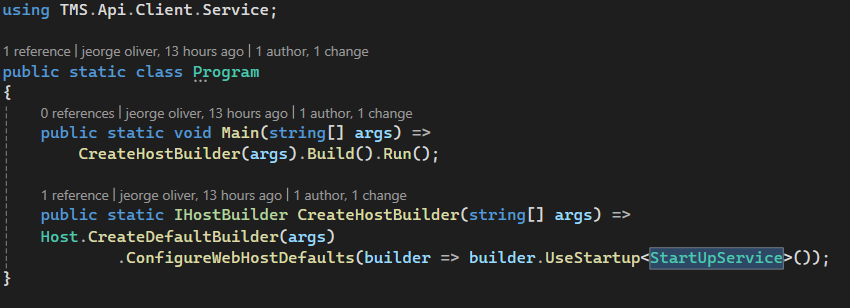 using TMS.Api.Client.Service;
1 reference | jeorge oliver, 13 hours ago | 1 author, 1 change
public static class Program
{
0 references | jeorge oliver, 13 hours ago | 1 author, 1 change
public static void Main(string[] args) =>
CreateHostBuilder(args).Build().Run();
1 reference | jeorge oliver, 13 hours ago | 1 author, 1 change
public static IHostBuilder CreateHostBuilder(string[] args) =>
Host.CreateDefaultBuilder(args)
.ConfigureWebHostDefaults(builder => builder.UseStartup<StartUpService>());
}